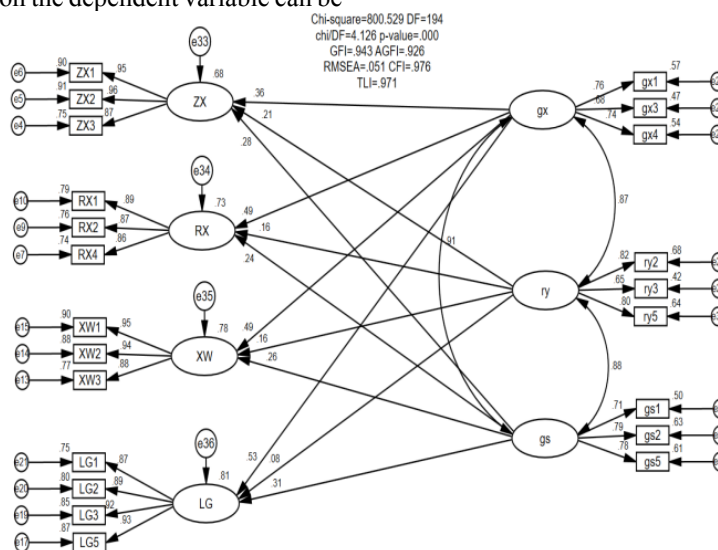 on the dependent variable can be
Chi-square=800.529 DF=194
chi/DF=4.126 p-value=.000
GFI=.943 AGFI=.926
RMSEA=.051 CFI=.976
TLI=.971
e33
.68
ZX
e6 .90 ZX1 .95
e5 .91 ZX2 .96
e4 .75 ZX3 .87
.36
.21
.28
gx
.76 gx1 .57
.68 gx3 .47
.74 gx4 .54
e34
.73
RX
e10 .79 RX1 .89
e9 .76 RX2 .87
e7 .74 RX4 .86
.49
.16
.24
.87
.91
ry
.82 ry2 .68
.65 ry3 .42
.80 ry5 .64
e35
.78
XW
e15 .90 XW1 .95
e14 .88 XW2 .94
e13 .77 XW3 .88
.49
.16
.26
.88
gs
.71 gs1 .50
.79 gs2 .63
.78 gs5 .61
e36
.81
LG
e21 .75 LG1 .87
e20 .80 LG2 .89
e19 .85 LG3 .92
e17 .87 LG5 .93
.53
.08
.31